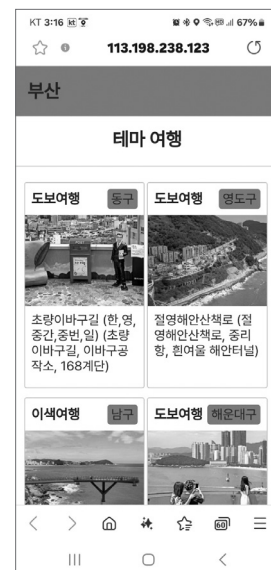 KT 3:16 67%
113.198.238.123
부산
테마 여행
도보여행 동구
초량이바구길 (한,영,
중간,중번,일) (초량
이바구길, 이바구공
작소, 168계단)
도보여행 영도구
절영해안산책로 (절
영해안산책로, 중리
항, 흰여울 해안터널)
이색여행 남구
도보여행 해운대구
60